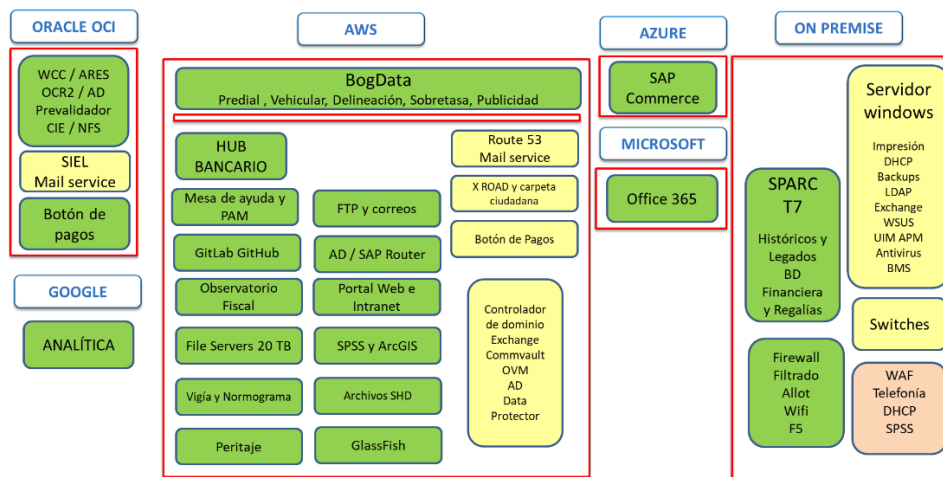 ORACLE OCI
WCC / ARES
OCR2 / AD
Prevalidador
CIE / NFS
SIEL
Mail service
Botón de
pagos
GOOGLE
ANALÍTICA
AWS
BogData
Predial , Vehicular, Delineación, Sobretasa, Publicidad
HUB
BANCARIO
Mesa de ayuda y
PAM
GitLab GitHub
Observatorio
Fiscal
File Servers 20 TB
Vigía y Normograma
Peritaje
FTP y correos
AD / SAP Router
Portal Web e
Intranet
SPSS y ArcGIS
Archivos SHD
GlassFish
Route 53
Mail service
X ROAD y carpeta
ciudadana
Botón de Pagos
Controlador
de dominio
Exchange
Commvault
OVM
AD
Data
Protector
AZURE
SAP
Commerce
MICROSOFT
Office 365
ON PREMISE
SPARC
T7
Históricos y
Legados
BD
Financiera
y Regalías
Firewall
Filtrado
Allot
Wifi
F5
Servidor
windows
Impresión
DHCP
Backups
LDAP
Exchange
WSUS
UIM APM
Antivirus
BMS
Switches
WAF
Telefonía
DHCP
SPSS